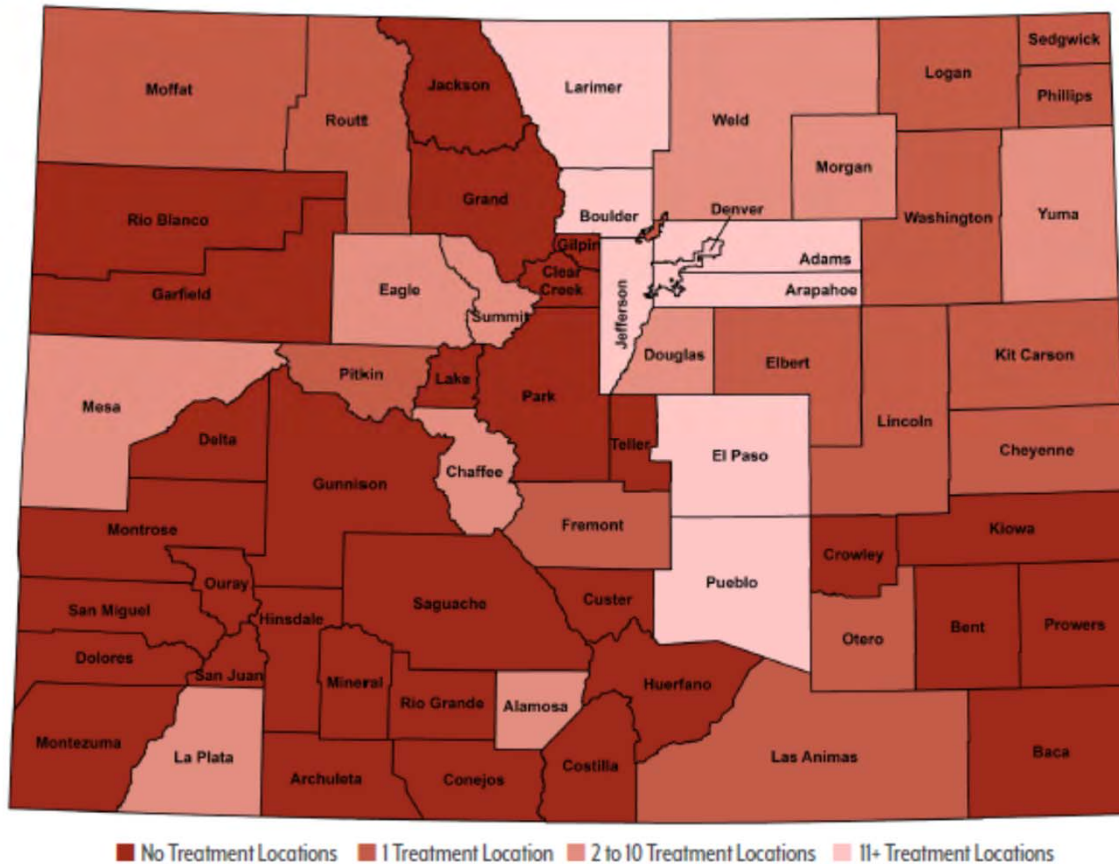 Moffat
Routt
Jackson
Larimer
Weld
Logan
Sedgwick
Phillips
Morgan
Rio Blanco
Grand
Boulder
Denver
Washington
Yuma
Garfield
Eagle
Summit
Gilpin
Clear
Creek
Jefferson
Adams
Arapahoe
Mesa
Pitkin
Lake
Park
Douglas
Elbert
Kit Carson
Delta
Gunnison
Chaffee
Teller
El Paso
Lincoln
Cheyenne
Montrose
Fremont
Kiowa
Ouray
Saguache
Custer
Pueblo
Crowley
San Miguel
Hinsdale
Otero
Bent
Prowers
Dolores
San Juan
Mineral
Rio Grande
Alamosa
Huerfano
Montezuma
La Plata
Archuleta
Conejos
Costilla
Las Animas
Baca
No Treatment Locations 1 Treatment Location 2 to 10 Treatment Locations 11+ Treatment Locations